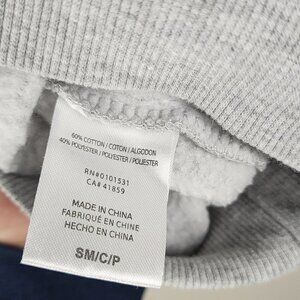 60% COTTON / COTON / ALGODON
40% POLYESTER / POLYESTER / POLIESTER
RN#0101531
CA# 41859
MADE IN CHINA
FABRIQUÉ EN CHINE
HECHO EN CHINA
SM/C/P